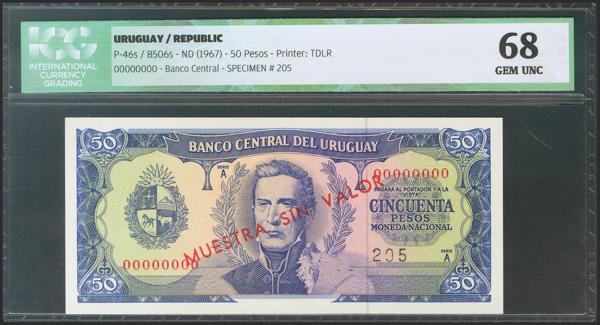 ICG
INTERNATIONAL
CURRENCY
GRADING
URUGUAY / REPUBLIC
P-46s / B506s - ND (1967) - 50 Pesos - Printer: TDLR
00000000 - Banco Central - SPECIMEN # 205
68
GEM UNC
50
50
BANCO CENTRAL DEL URUGUAY
SERIE
A
00000000
PAGARÁ AL PORTADOR Y A LA
VISTA
CINCUENTA
PESOS
MONEDA NACIONAL
MUESTRA SIN VALOR
00000000
205
SERIE
A
50
50